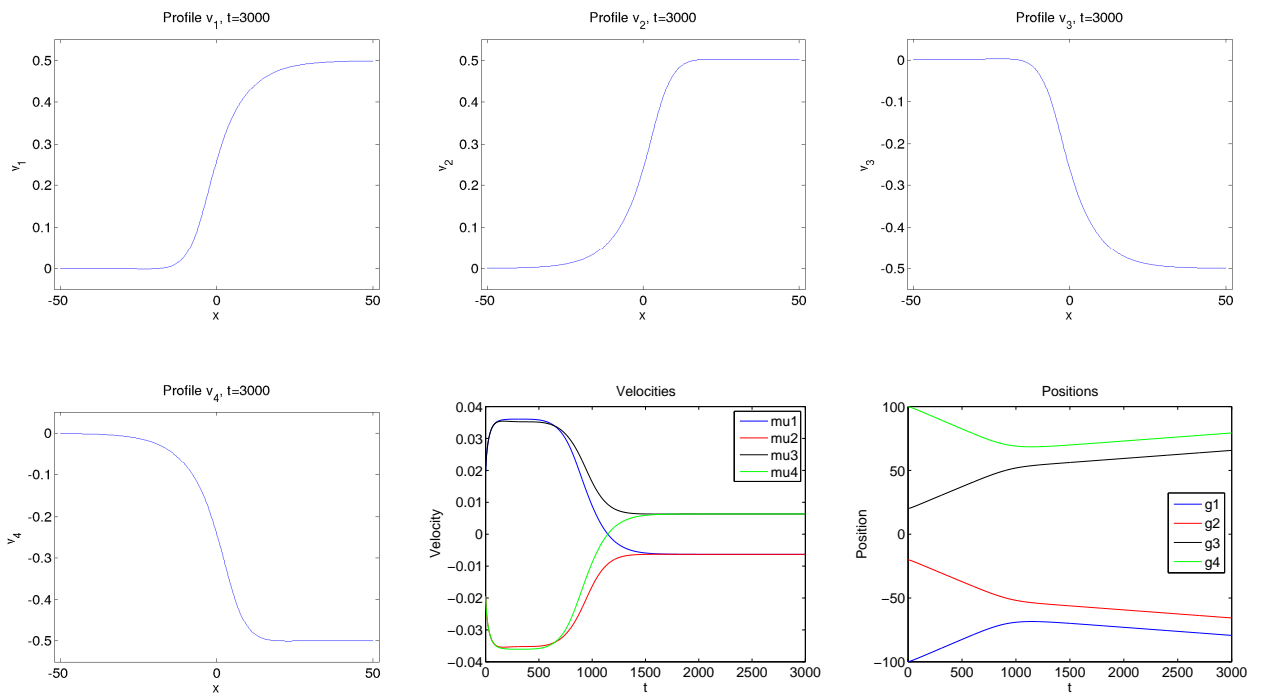 Profile v1, t=3000
v1
0.5
0.4
0.3
0.2
0.1
0
-50
0
50
x
Profile v2, t=3000
v2
0.5
0.4
0.3
0.2
0.1
0
-50
0
50
x
Profile v3, t=3000
v3
0
-0.1
-0.2
-0.3
-0.4
-0.5
-50
0
50
x
Profile v4, t=3000
v4
0
-0.1
-0.2
-0.3
-0.4
-0.5
-50
0
50
x
Velocities
Velocity
0.04
0.03
0.02
0.01
0
−0.01
−0.02
−0.03
−0.04
0
500
1000
1500
2000
2500
3000
t
mu1
mu2
mu3
mu4
Positions
Position
100
50
0
−50
−100
0
500
1000
1500
2000
2500
3000
t
g1
g2
g3
g4